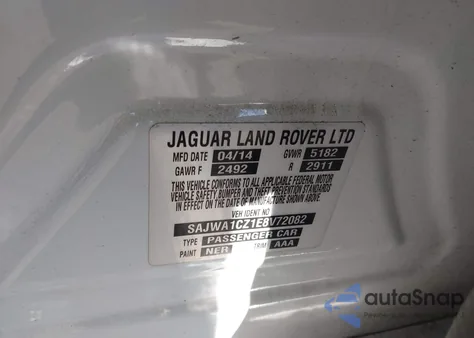 JAGUAR LAND ROVER LTD
MFD DATE 04/14 GVWR 5182
GAWR F 2492 R 2911
THIS VEHICLE CONFORMS TO ALL APPLICABLE FEDERAL MOTOR
VEHICLE SAFETY BUMPER AND THEFT PREVENTION STANDARDS
IN EFFECT ON THE DATE OF MANUFACTURE SHOWN ABOVE.
VEH IDENT NO
SAJWA1CZ1E8V72082
TYPE PASSENGER CAR
PAINT NER TRIM AAA
autoSnap